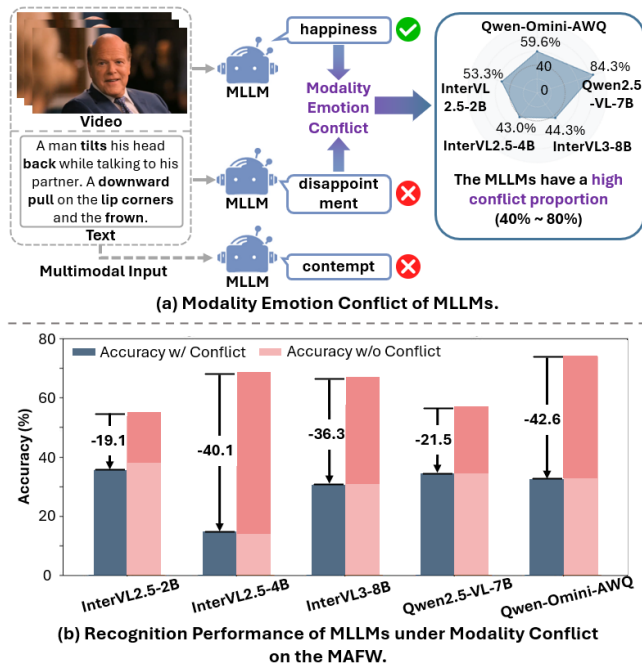 happiness
MLLM
Video
Modality
Emotion
Conflict
A man tilts his head
back while talking to his
partner. A downward
pull on the lip corners
and the frown.
Text
MLLM
disappoint
ment
Multimodal Input
MLLM
contempt
Qwen-Omini-AWQ
59.6%
53.3%
40
84.3%
InterVL
2.5-2B
0
Qwen2.5
-VL-7B
43.0%
44.3%
InterVL2.5-4B
InterVL3-8B
The MLLMs have a high
conflict proportion
(40% ~ 80%)
(a) Modality Emotion Conflict of MLLMs.
80
60
40
20
0
Accuracy (%)
Accuracy w/ Conflict
Accuracy w/o Conflict
-19.1
-40.1
-36.3
-21.5
-42.6
InterVL2.5-2B
InterVL2.5-4B
InterVL3-8B
Qwen2.5-VL-7B
Qwen-Omini-AWQ
(b) Recognition Performance of MLLMs under Modality Conflict
on the MAFW.